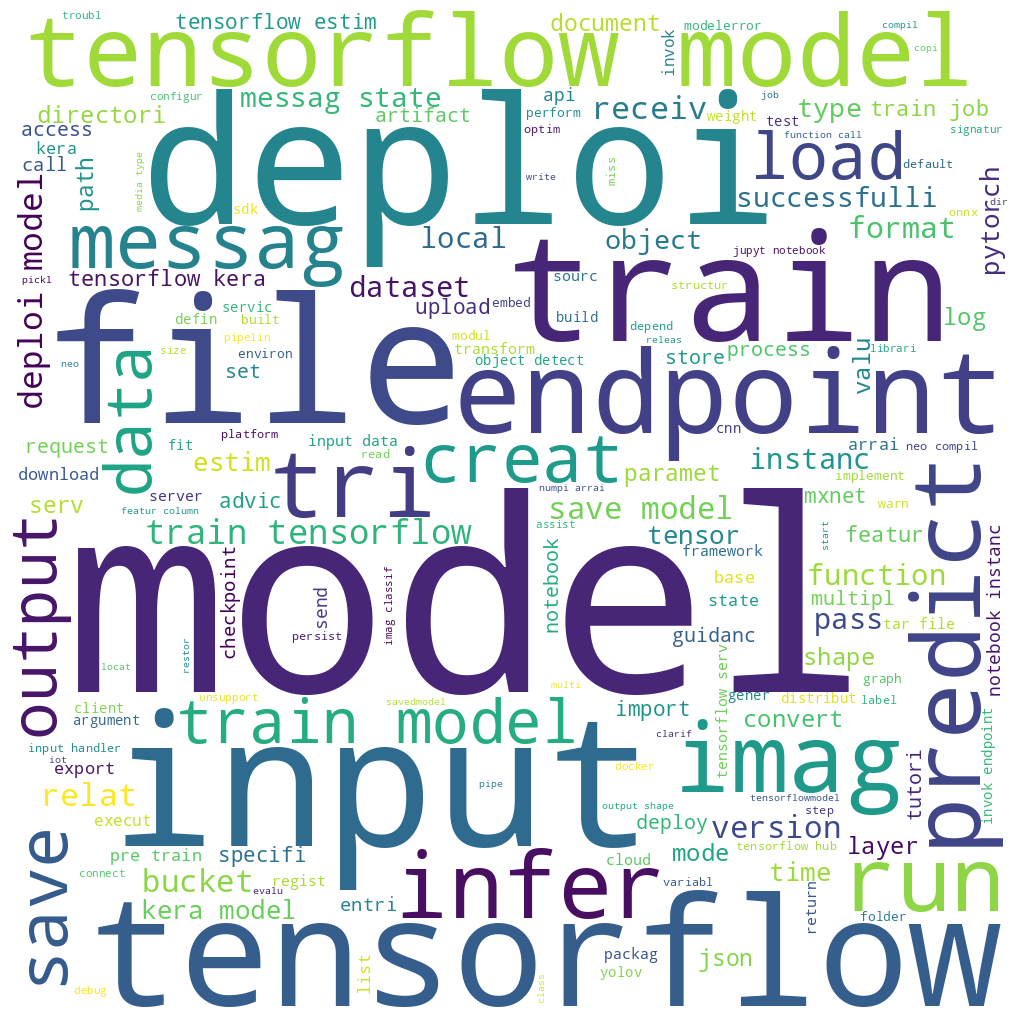 troubl
tensorflow estim
document
invok
modelerror
compil
copi
tensorflow model
configur
messag state
artifact
api
perform
optim
receiv
weight
job
test
type
train job
signatur
directori
access
kera
call
path
media type
sdk
deploi
write
miss
function call
load
default
successfulli
onnx
dir
pytorch
deploi model
pickl
messag
local
object
jupyt notebook
format
tensorflow kera
dataset
upload
embed
sourc
structur
train
log
servic
defin
built
pipelin
size
environ
set
neo
file
modul
transform
object detect
build
depend
releas
store
process
valu
librari
endpoint
data
request
download
fit
platform
input data
read
estim
tri
creat
cnn
paramet
instanc
arrai
neo compil
implement
warn
mxnet
serv
server
featur column
advic
numpi arrai
save model
train tensorflow
assist
tensor
framework
start
featur
predict
notebook instanc
output
model
checkpoint
send
persist
imag classif
notebook
base
state
function
multipl
pass
tar file
guidanc
shape
graph
locat
restor
unsupport
savedmodel
multi
gener
distribut
label
client
argument
train model
import
tensorflow serv
convert
clarif
imag
invok endpoint
input handler
iot
export
input
pipe
docker
output shape
tensorflowmodel
step
tutori
relat
execut
deploy
version
tensorflow hub
layer
save
pre train
connect
specifi
evalu
bucket
regist
infer
cloud
mode
variabl
time
run
kera model
entri
return
folder
tensorflow
debug
list
class
packag
yolov
json